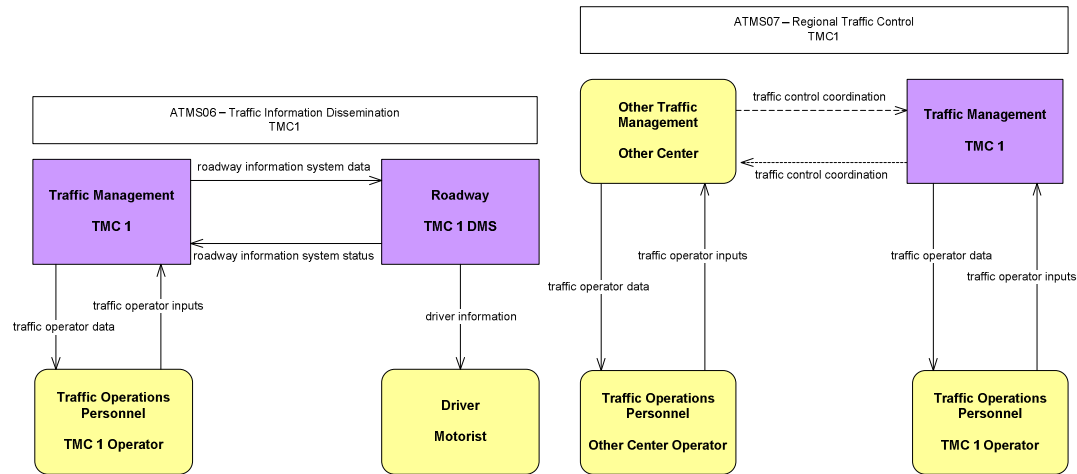 ATMS06 – Traffic Information Dissemination
TMC1
Traffic Management
TMC 1
roadway information system data
Roadway
TMC 1 DMS
roadway information system status
traffic operator inputs
traffic operator data
driver information
Traffic Operations
Personnel
TMC 1 Operator
Driver
Motorist
ATMS07 – Regional Traffic Control
TMC1
Other Traffic
Management
Other Center
traffic control coordination
Traffic Management
TMC 1
traffic control coordination
traffic operator inputs
traffic operator data
traffic operator data
traffic operator inputs
Traffic Operations
Personnel
Other Center Operator
Traffic Operations
Personnel
TMC 1 Operator